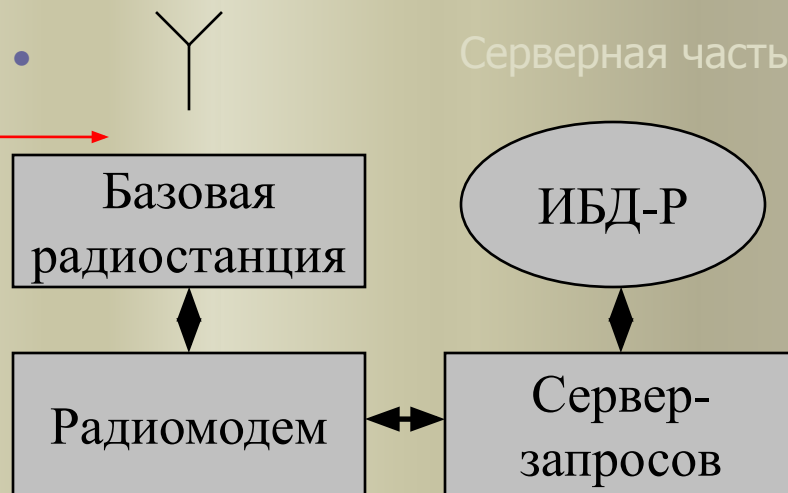 Серверная часть
Базовая
радиостанция
ИБД-Р
Радиомодем
Сервер-
запросов